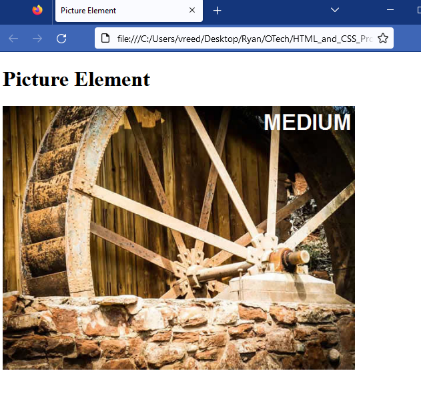 Picture Element
file:///C:/Users/vreed/Desktop/Ryan/OTech/HTML_and_CSS_Pr
Picture Element
MEDIUM